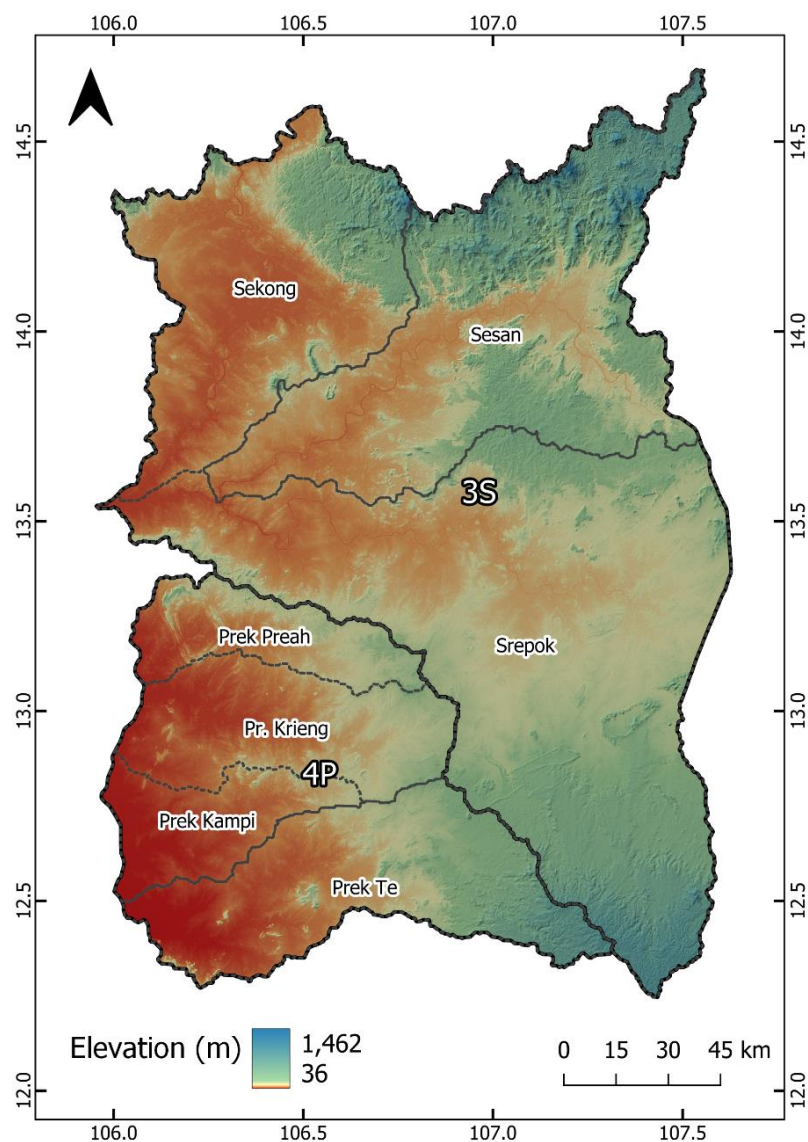 106.0 106.5 107.0 107.5
14.5 14.5
Sekong
14.0 14.0
Sesan
3S
13.5 13.5
Prek Preah
Srepok
13.0 13.0
Pr. Krieng
4P
Prek Kampi
12.5 12.5
Prek Te
Elevation (m)
1,462
36
0 15 30 45 km
12.0 12.0
106.0 106.5 107.0 107.5